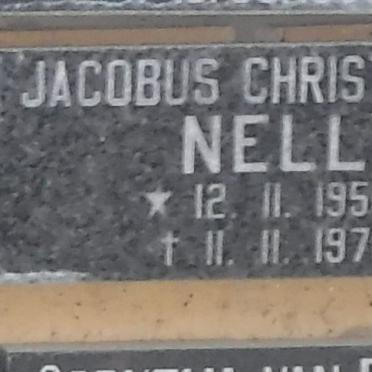 JACOBUS CHRIS
NELL
★ 12. 11. 195
† 11. 11. 197